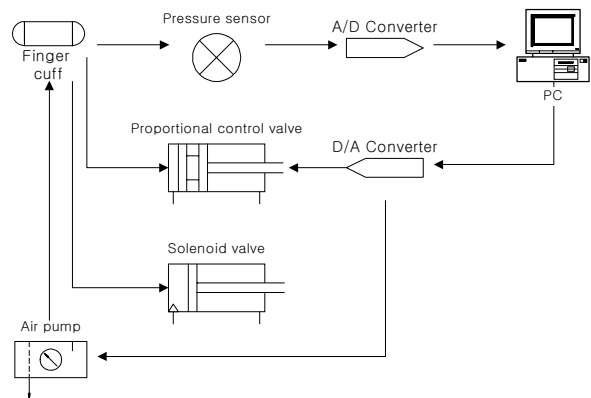 Pressure sensor
A/D Converter
Finger
cuff
PC
Proportional control valve
D/A Converter
Solenoid valve
Air pump